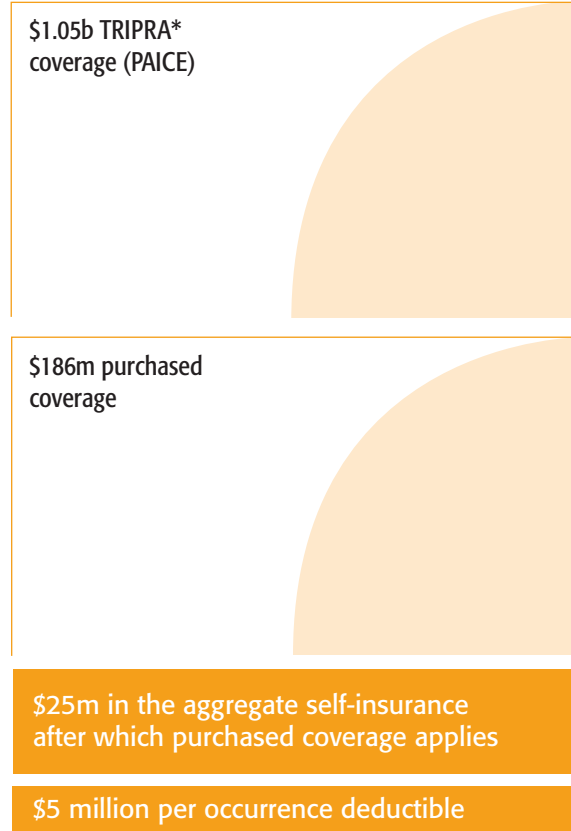 $1.05b TRIPRA*
coverage (PAICE)
$186m purchased
coverage
$25m in the aggregate self-insurance
after which purchased coverage applies
$5 million per occurrence deductible